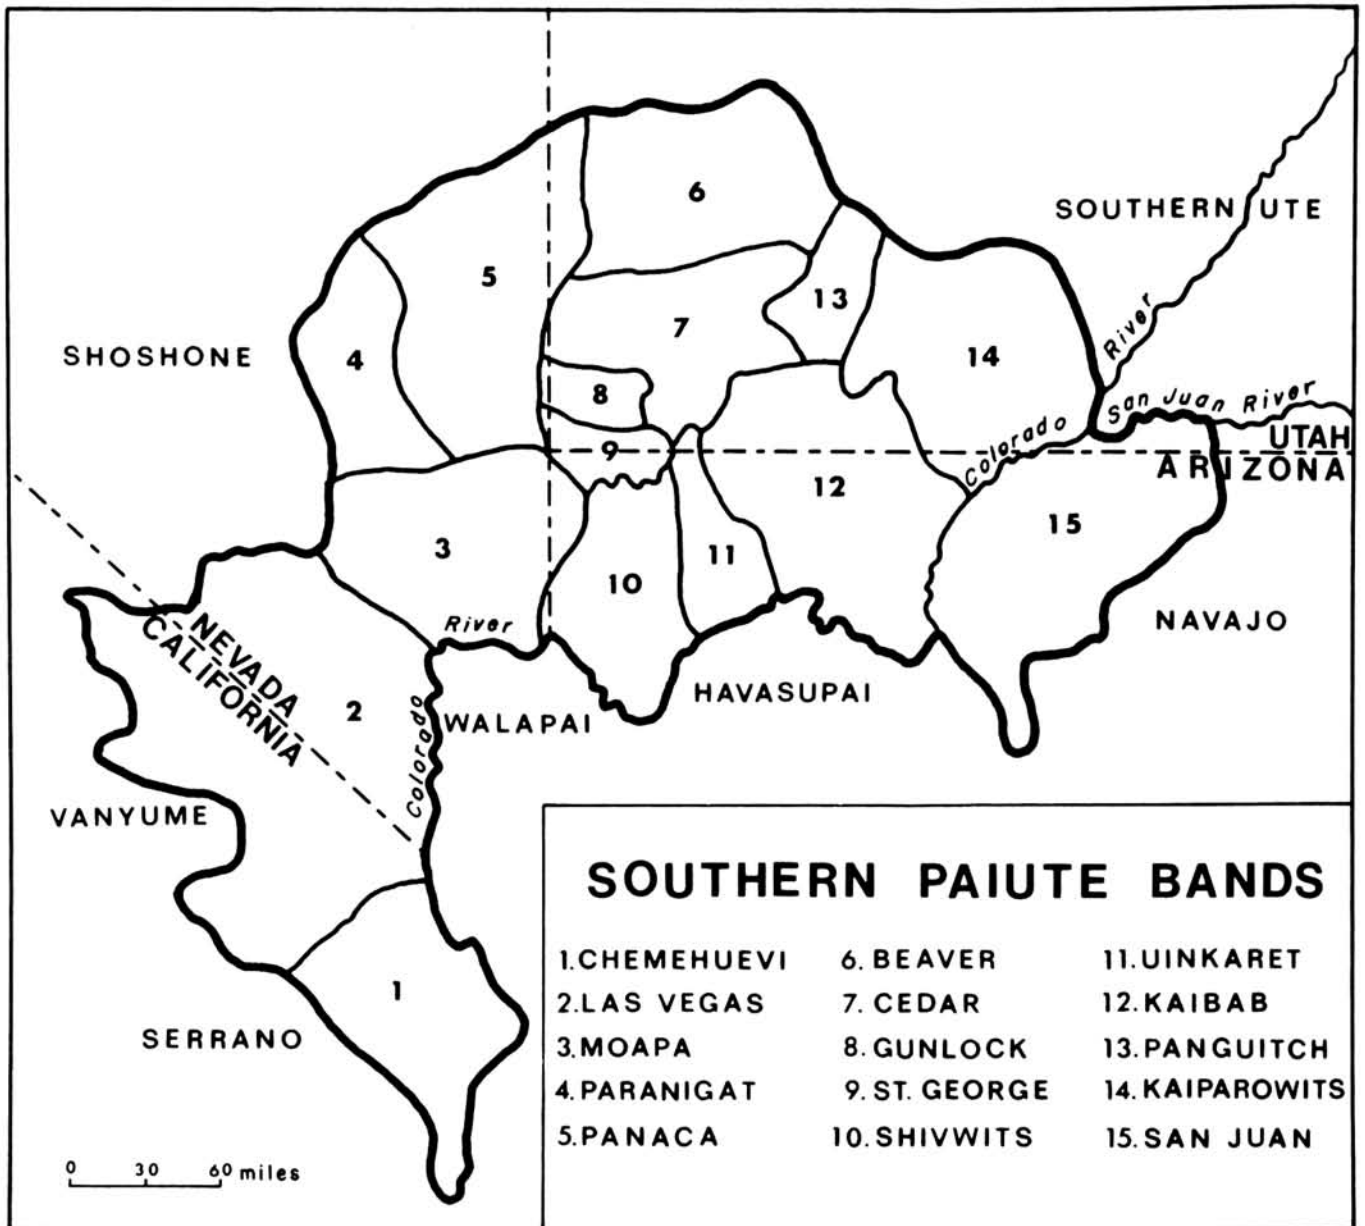 6
SOUTHERN UTE
5
13
7
River
SHOSHONE
4
14
8
San Juan River
Colorado
UTAH
9
ARIZONA
12
15
3
11
10
River
NAVAJO
NEVADA
CALIFORNIA
HAVASUPAI
2
WALAPAI
Colorado
VANYUME
1
SERRANO
0 30 60 miles
SOUTHERN PAIUTE BANDS
1. CHEMEHUEVI
2. LAS VEGAS
3. MOAPA
4. PARANIGAT
5. PANACA
6. BEAVER
7. CEDAR
8. GUNLOCK
9. ST. GEORGE
10. SHIVWITS
11. UINKARET
12. KAIBAB
13. PANGUITCH
14. KAIPAROWITS
15. SAN JUAN